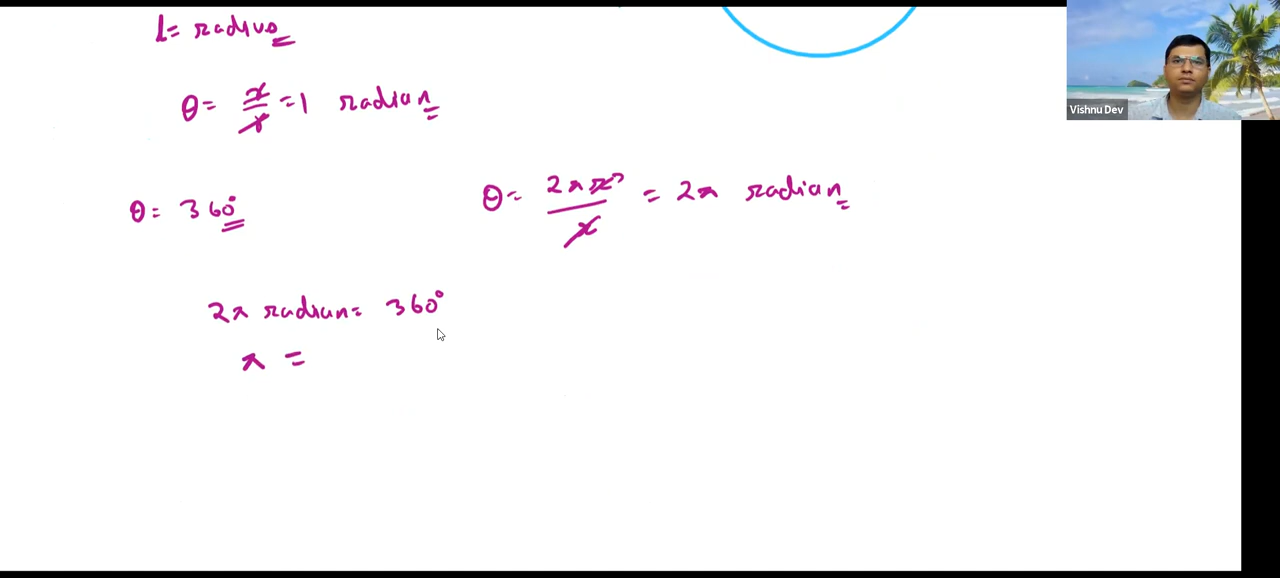 l = radius
Vishnu Dev
θ = r/r = 1 radian
θ = 2πr/r = 2π radian
θ = 360°
2π radian = 360°
π =